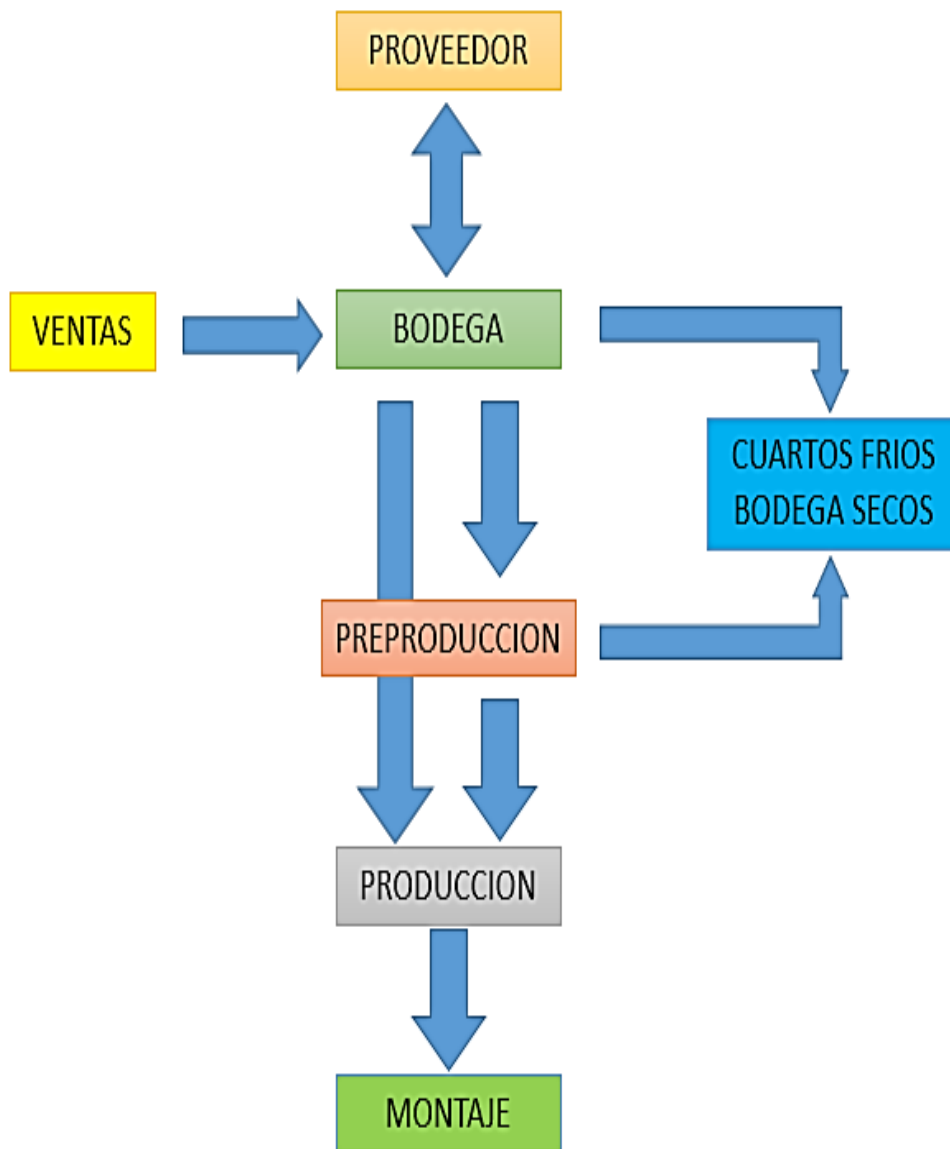 PROVEEDOR
VENTAS
BODEGA
CUARTOS FRIOS
BODEGA SECOS
PREPRODUCCION
PRODUCCION
MONTAJE